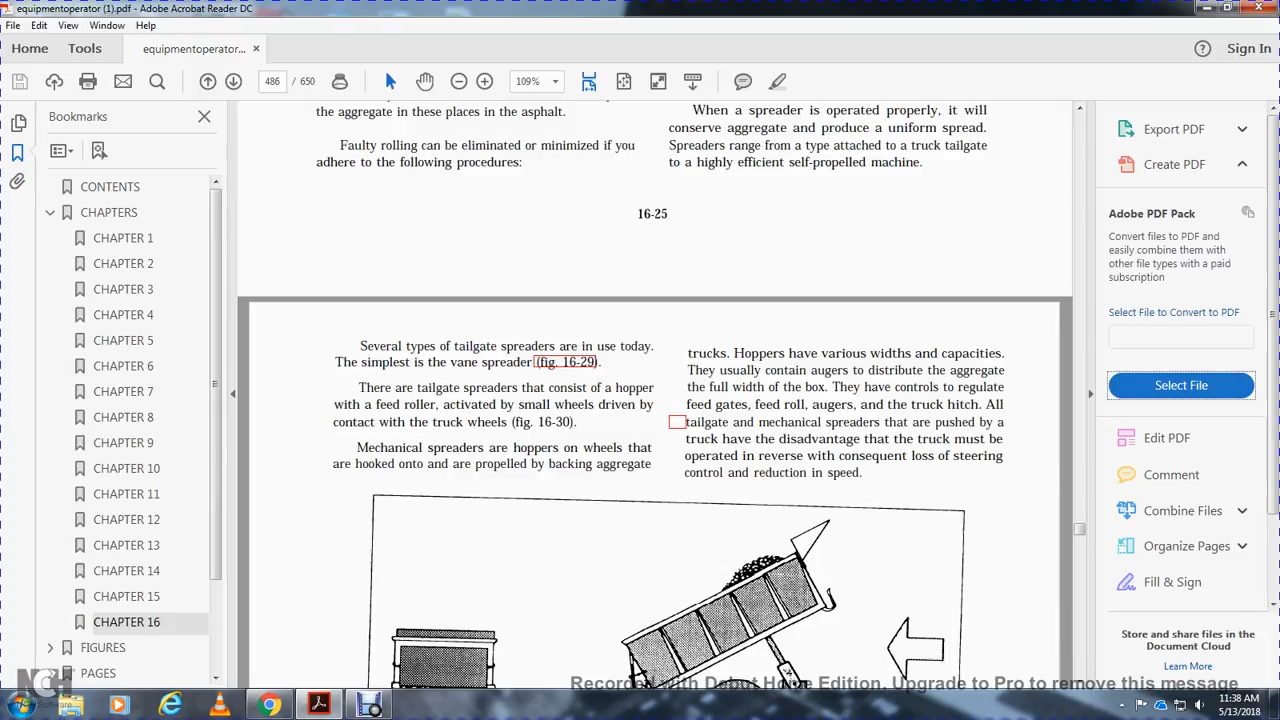 equipmentoperator (1).pdf - Adobe Acrobat Reader DC
File Edit View Window Help
Home Tools equipmentoperator... × Sign In
486 / 650 109%
Bookmarks
CONTENTS
CHAPTERS
CHAPTER 1
CHAPTER 2
CHAPTER 3
CHAPTER 4
CHAPTER 5
CHAPTER 6
CHAPTER 7
CHAPTER 8
CHAPTER 9
CHAPTER 10
CHAPTER 11
CHAPTER 12
CHAPTER 13
CHAPTER 14
CHAPTER 15
CHAPTER 16
FIGURES
PAGES
the aggregate in these places in the asphalt.
Faulty rolling can be eliminated or minimized if you
adhere to the following procedures:
When a spreader is operated properly, it will
conserve aggregate and produce a uniform spread.
Spreaders range from a type attached to a truck tailgate
to a highly efficient self-propelled machine.
16-25
Several types of tailgate spreaders are in use today.
The simplest is the vane spreader (fig. 16-29).
There are tailgate spreaders that consist of a hopper
with a feed roller, activated by small wheels driven by
contact with the truck wheels (fig. 16-30).
Mechanical spreaders are hoppers on wheels that
are hooked onto and are propelled by backing aggregate
trucks. Hoppers have various widths and capacities.
They usually contain augers to distribute the aggregate
the full width of the box. They have controls to regulate
feed gates, feed roll, augers, and the truck hitch. All
tailgate and mechanical spreaders that are pushed by a
truck have the disadvantage that the truck must be
operated in reverse with consequent loss of steering
control and reduction in speed.
Export PDF
Create PDF
Adobe PDF Pack
Convert files to PDF and
easily combine them with
other file types with a paid
subscription
Select File to Convert to PDF
Select File
Edit PDF
Comment
Combine Files
Organize Pages
Fill & Sign
Store and share files in the
Document Cloud
Learn More
NCH Software
Recorded with Debut Home Edition. Upgrade to Pro to remove this message
11:38 AM
5/13/2018